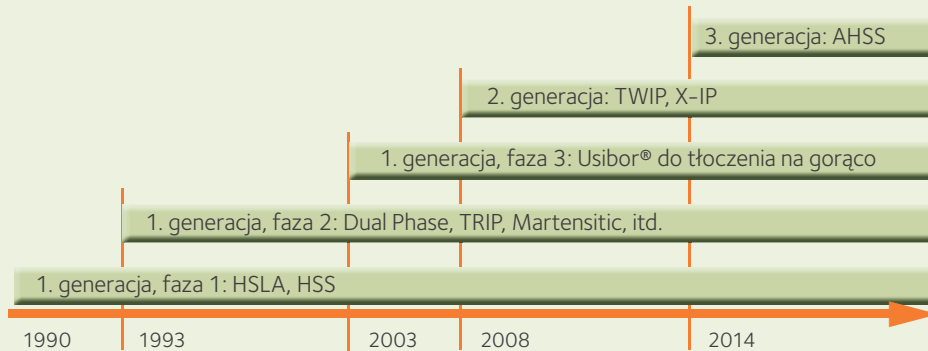 3. generacja: AHSS
2. generacja: TWIP, X-IP
1. generacja, faza 3: Usibor® do tłoczenia na gorąco
1. generacja, faza 2: Dual Phase, TRIP, Martensitic, itd.
1. generacja, faza 1: HSLA, HSS
1990 1993 2003 2008 2014